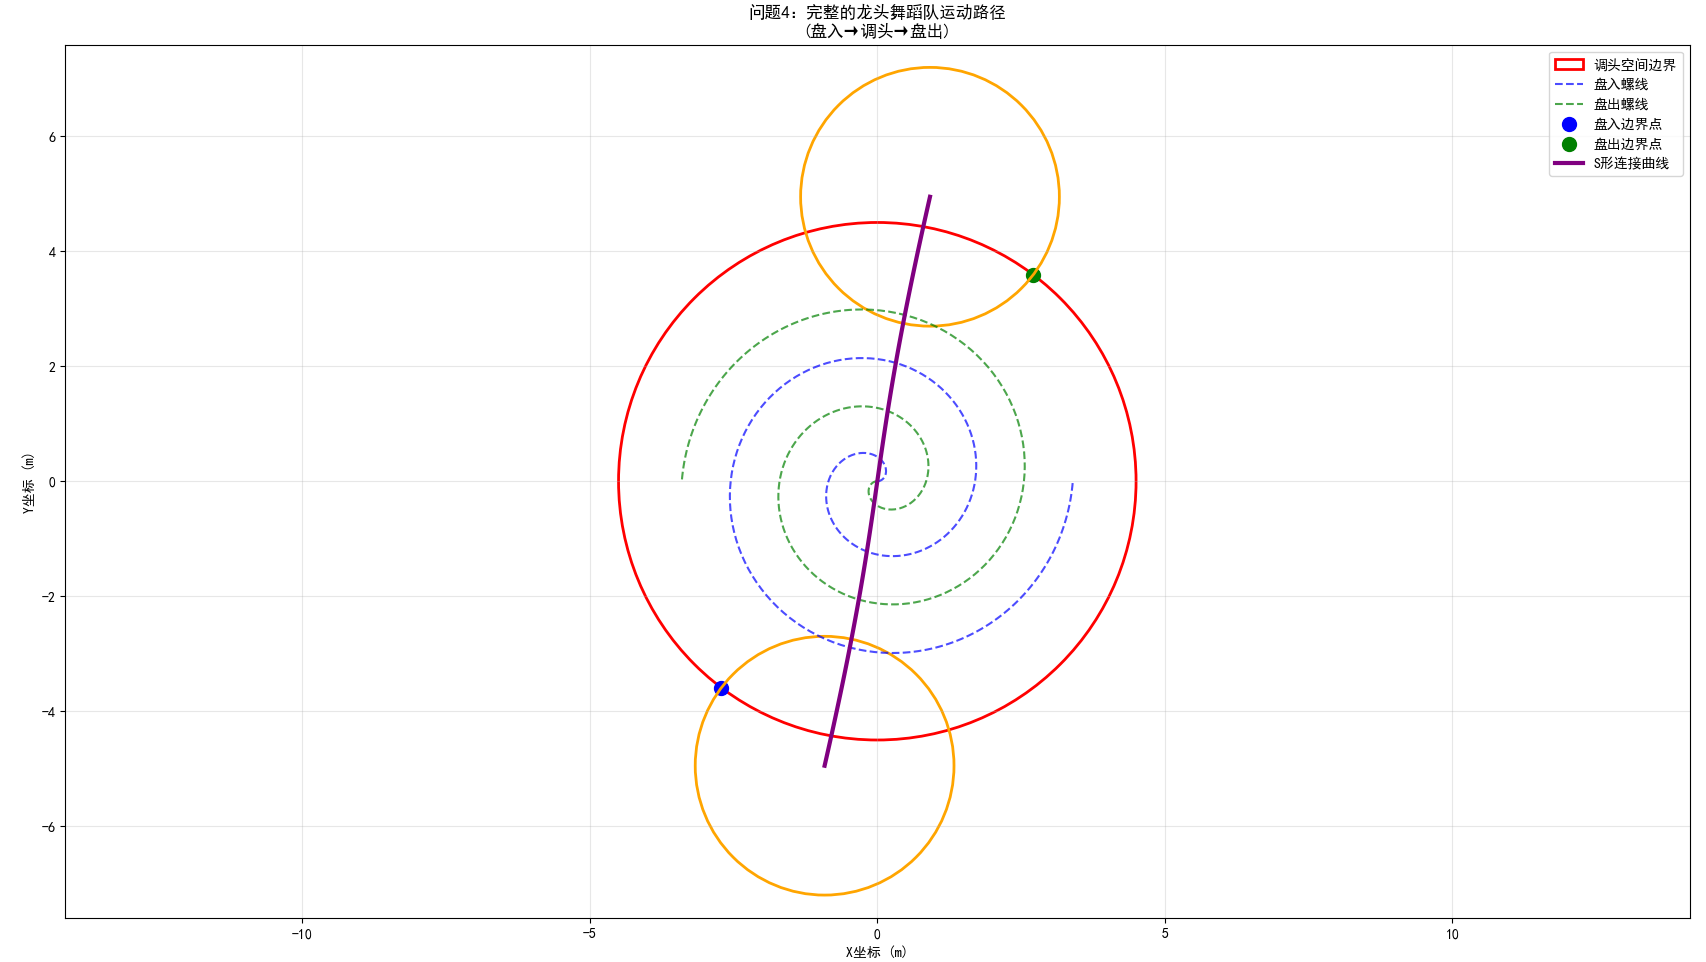 问题4：完整的龙头舞蹈队运动路径
(盘入→调头→盘出)
调头空间边界
盘入螺线
盘出螺线
盘入边界点
盘出边界点
S形连接曲线
6
4
2
0
−2
−4
−6
Y坐标 (m)
−10
−5
0
5
10
X坐标 (m)